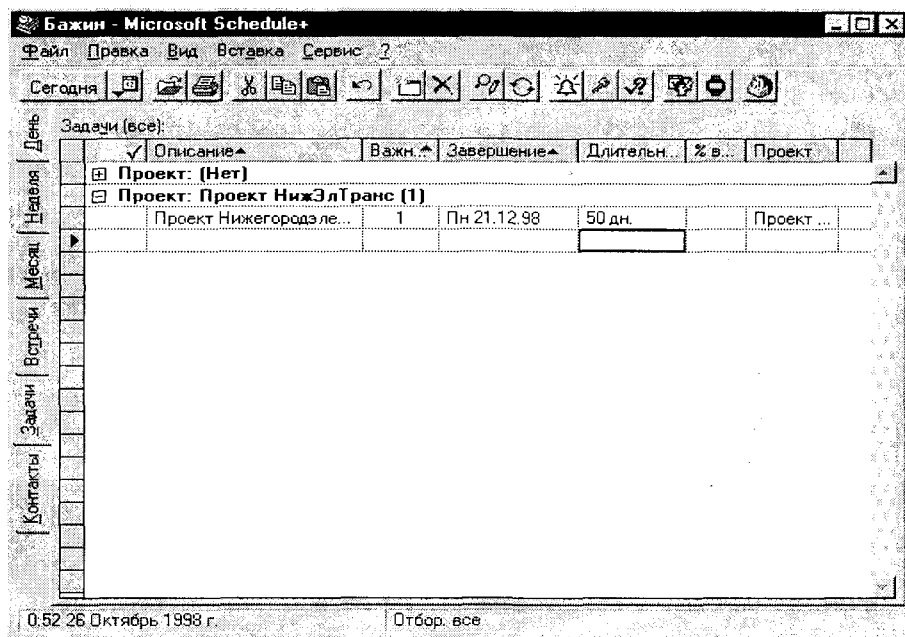 Бажин - Microsoft Schedule+
Файл Правка Вид Вставка Сервис ?
Сегодня
День
Неделя
Месяц
Встречи
Задачи
Контакты
Задачи (все):
Описание Важн.. Завершение Длительн... % в... Проект
Проект: (Нет)
Проект: Проект НижЭлТранс (1)
Проект Нижегородэле... 1 Пн 21.12.98 50 дн. Проект ...
0:52 26 Октябрь 1998 г. Отбор: все